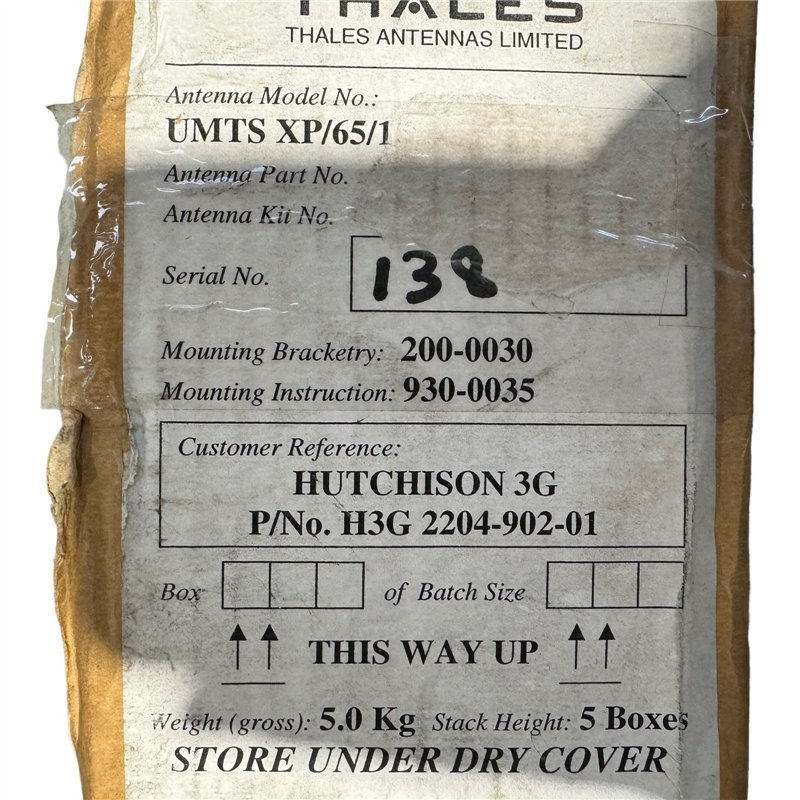 THALES
THALES ANTENNAS LIMITED
Antenna Model No.:
UMTS XP/65/1
Antenna Part No.
Antenna Kit No.
Serial No. 138
Mounting Bracketry: 200-0030
Mounting Instruction: 930-0035
Customer Reference:
HUTCHISON 3G
P/No. H3G 2204-902-01
Box of Batch Size
THIS WAY UP
Weight (gross): 5.0 Kg Stack Height: 5 Boxes
STORE UNDER DRY COVER